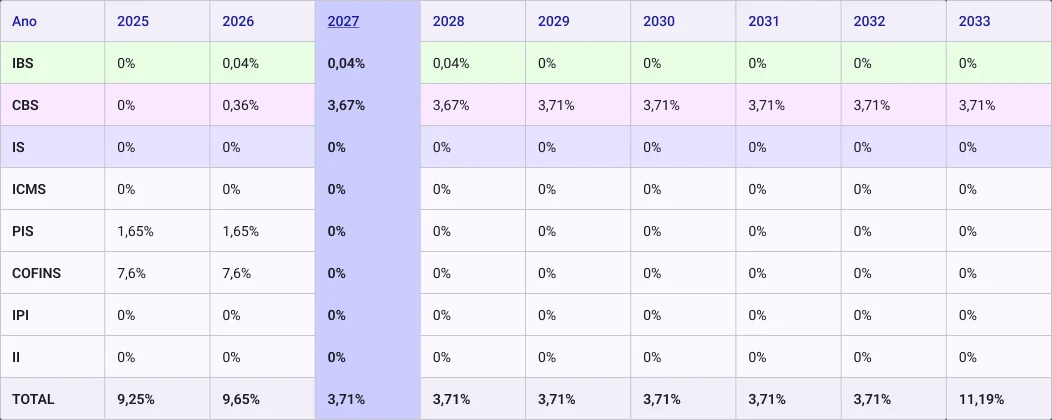 Ano 2025 2026 2027 2028 2029 2030 2031 2032 2033
IBS 0% 0,04% 0,04% 0,04% 0% 0% 0% 0% 0%
CBS 0% 0,36% 3,67% 3,67% 3,71% 3,71% 3,71% 3,71% 3,71%
IS 0% 0% 0% 0% 0% 0% 0% 0% 0%
ICMS 0% 0% 0% 0% 0% 0% 0% 0% 0%
PIS 1,65% 1,65% 0% 0% 0% 0% 0% 0% 0%
COFINS 7,6% 7,6% 0% 0% 0% 0% 0% 0% 0%
IPI 0% 0% 0% 0% 0% 0% 0% 0% 0%
II 0% 0% 0% 0% 0% 0% 0% 0% 0%
TOTAL 9,25% 9,65% 3,71% 3,71% 3,71% 3,71% 3,71% 3,71% 11,19%